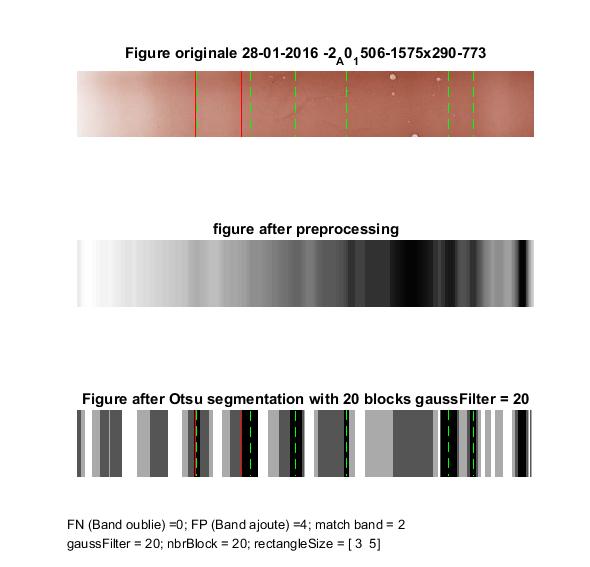 Figure originale 28-01-2016 -2A01506-1575x290-773
figure after preprocessing
Figure after Otsu segmentation with 20 blocks gaussFilter = 20
FN (Band oublie) =0; FP (Band ajoute) =4; match band = 2
gaussFilter = 20; nbrBlock = 20; rectangleSize = [ 3  5]